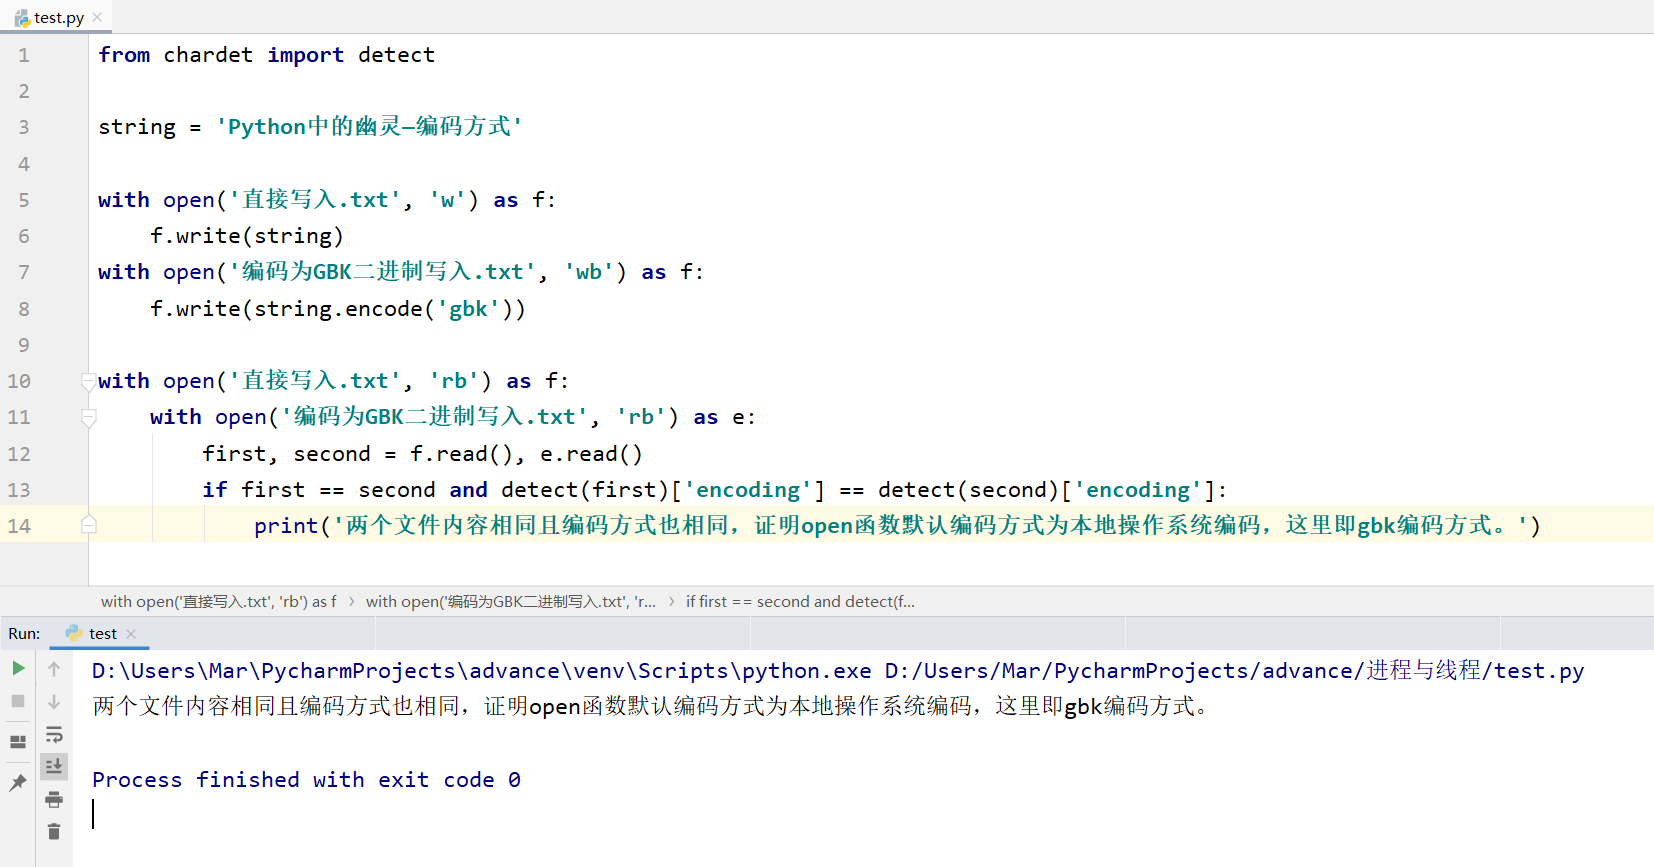 test.py
1 from chardet import detect
2
3 string = 'Python中的幽灵—编码方式'
4
5 with open('直接写入.txt', 'w') as f:
6     f.write(string)
7 with open('编码为GBK二进制写入.txt', 'wb') as f:
8     f.write(string.encode('gbk'))
9
10 with open('直接写入.txt', 'rb') as f:
11     with open('编码为GBK二进制写入.txt', 'rb') as e:
12         first, second = f.read(), e.read()
13         if first == second and detect(first)['encoding'] == detect(second)['encoding']:
14             print('两个文件内容相同且编码方式也相同，证明open函数默认编码方式为本地操作系统编码，这里即gbk编码方式。')
with open('直接写入.txt', 'rb') as f › with open('编码为GBK二进制写入.txt', 'r... › if first == second and detect(f...
Run: test
D:\Users\Mar\PycharmProjects\advance\venv\Scripts\python.exe D:/Users/Mar/PycharmProjects/advance/进程与线程/test.py
两个文件内容相同且编码方式也相同，证明open函数默认编码方式为本地操作系统编码，这里即gbk编码方式。
Process finished with exit code 0